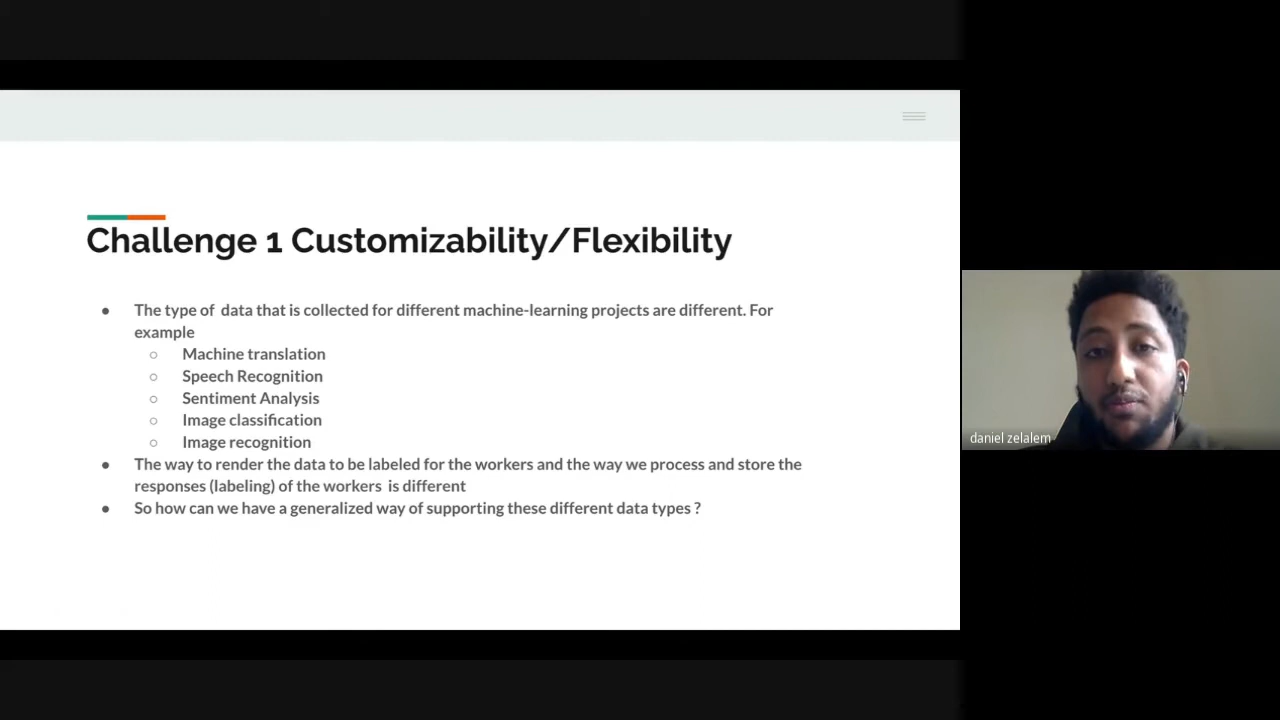 Challenge 1 Customizability/Flexibility
● The type of data that is collected for different machine-learning projects are different. For
example
○ Machine translation
○ Speech Recognition
○ Sentiment Analysis
○ Image classification
○ Image recognition
● The way to render the data to be labeled for the workers and the way we process and store the
responses (labeling) of the workers is different
● So how can we have a generalized way of supporting these different data types ?
daniel zelalem